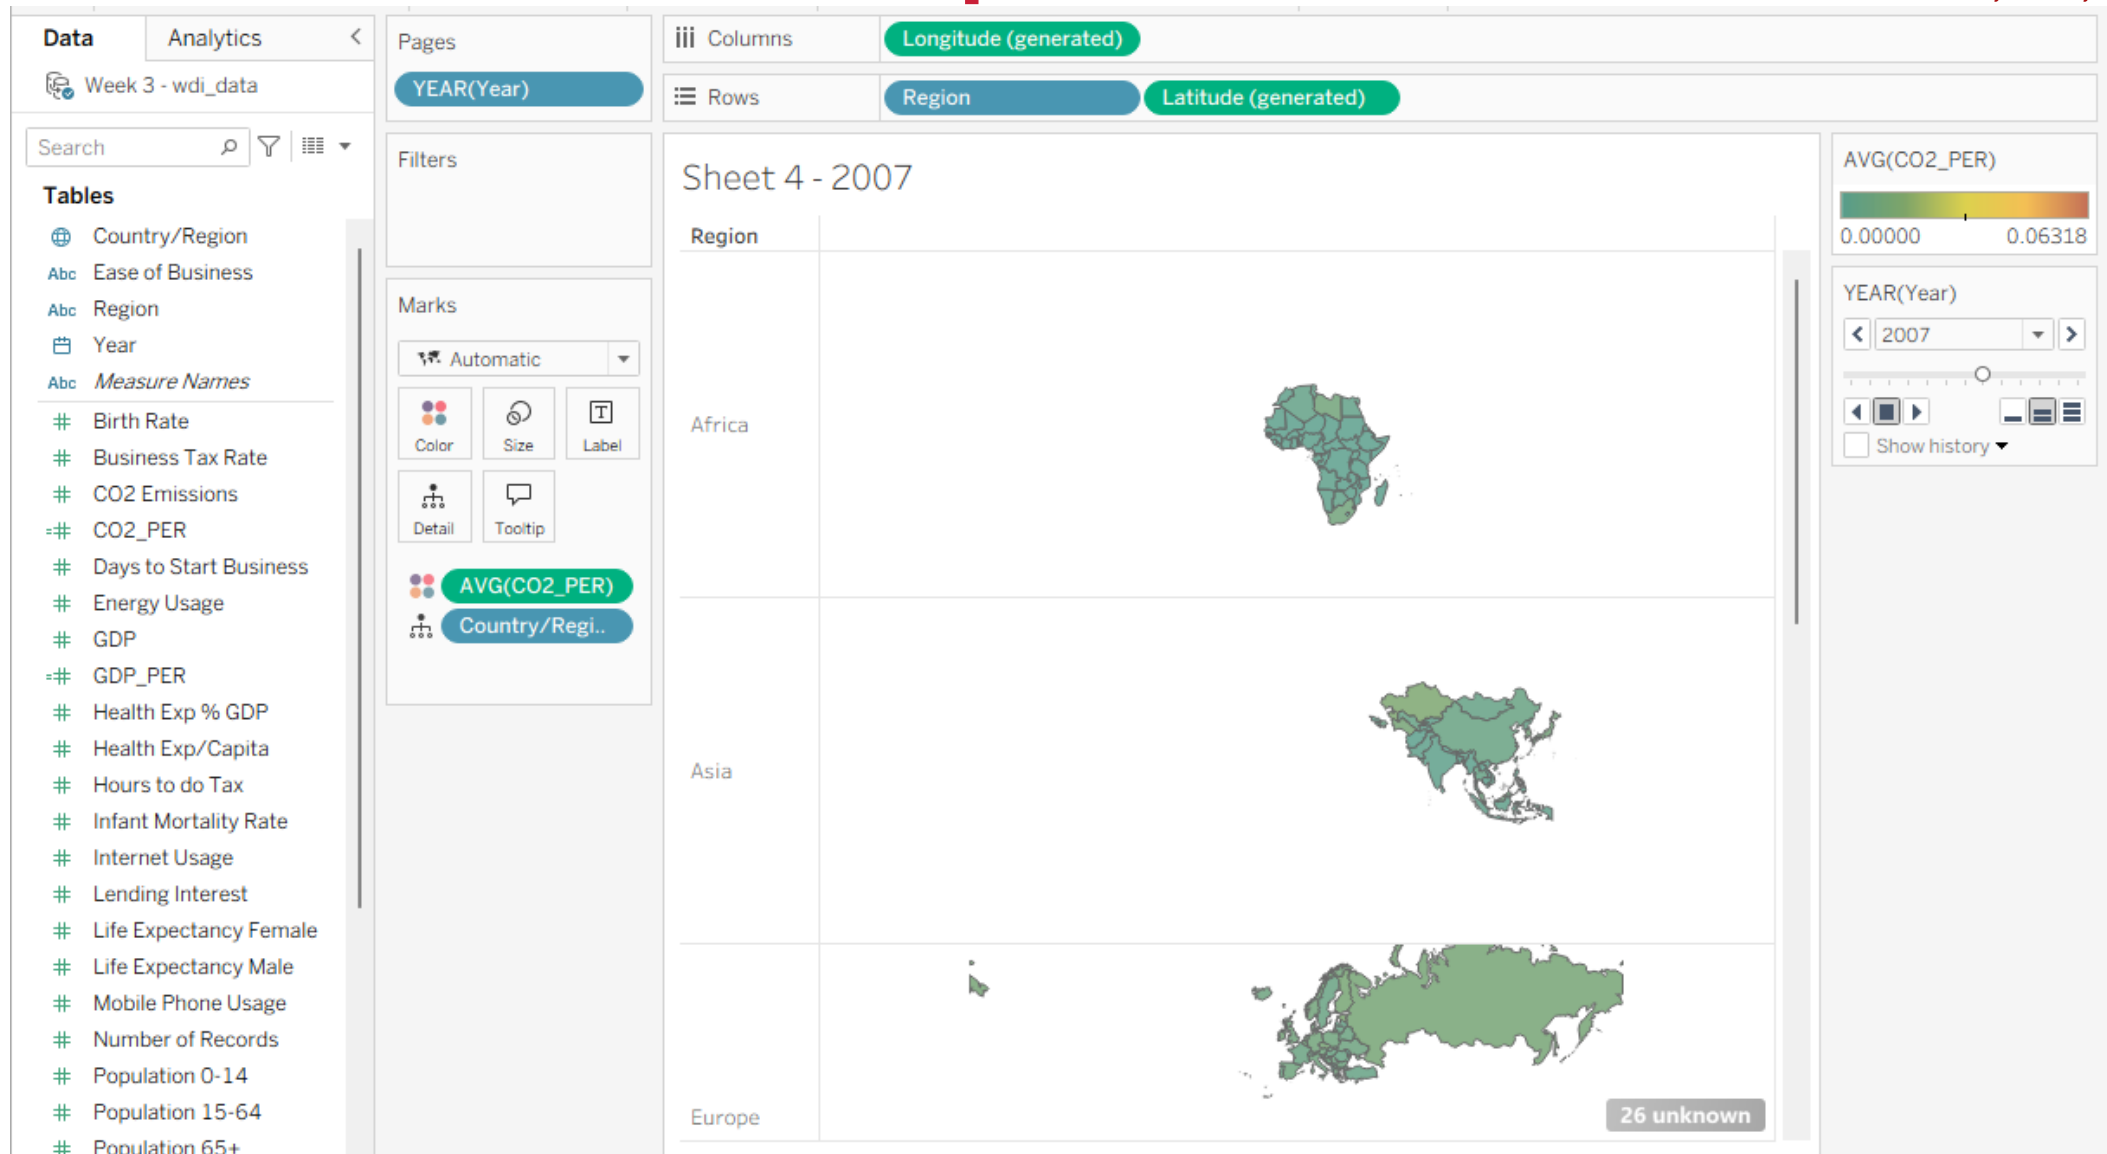 Data
Analytics
Week 3 - wdi_data
Search
Tables
Country/Region
Abc Ease of Business
Abc Region
Year
Abc Measure Names
Birth Rate
Business Tax Rate
CO2 Emissions
CO2_PER
Days to Start Business
Energy Usage
GDP
GDP_PER
Health Exp % GDP
Health Exp/Capita
Hours to do Tax
Infant Mortality Rate
Internet Usage
Lending Interest
Life Expectancy Female
Life Expectancy Male
Mobile Phone Usage
Number of Records
Population 0-14
Population 15-64
Population 65+
Pages
YEAR(Year)
Filters
Marks
Automatic
Color
Size
Label
Detail
Tooltip
AVG(CO2_PER)
Country/Regi..
Columns
Longitude (generated)
Rows
Region
Latitude (generated)
Sheet 4 - 2007
Region
Africa
Asia
Europe
26 unknown
AVG(CO2_PER)
0.00000 0.06318
YEAR(Year)
2007
Show history